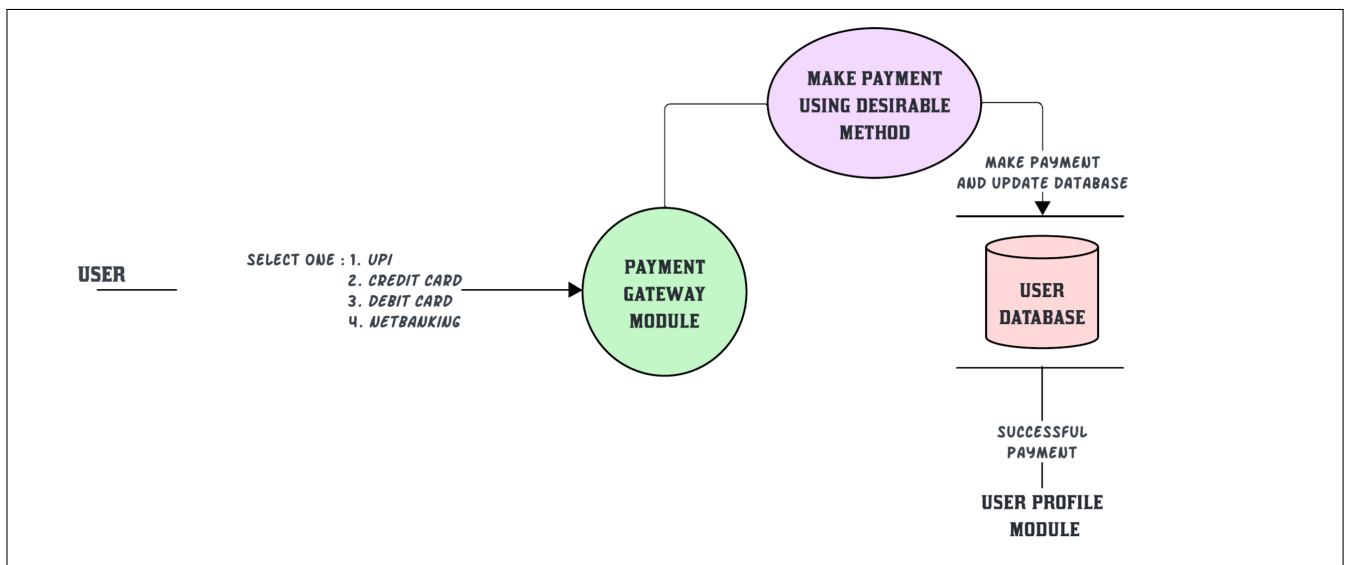 USER
SELECT ONE : 1. UPI
2. CREDIT CARD
3. DEBIT CARD
4. NETBANKING
PAYMENT
GATEWAY
MODULE
MAKE PAYMENT
USING DESIRABLE
METHOD
MAKE PAYMENT
AND UPDATE DATABASE
USER
DATABASE
SUCCESSFUL
PAYMENT
USER PROFILE
MODULE